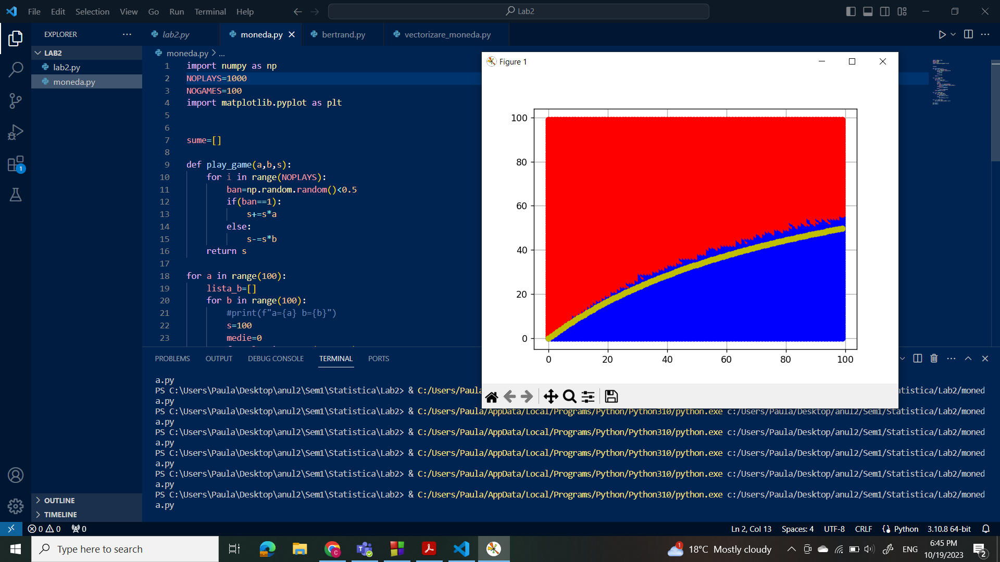 File Edit Selection View Go Run Terminal Help
Lab2
EXPLORER
lab2.py moneda.py bertrand.py vectorizare_moneda.py
LAB2
lab2.py
moneda.py
moneda.py > ...
1 import numpy as np
2 NOPLAYS=1000
3 NOGAMES=100
4 import matplotlib.pyplot as plt
5
6
7 sume=[]
8
9 def play_game(a,b,s):
10 for i in range(NOPLAYS):
11 ban=np.random.random()<0.5
12 if(ban==1):
13 s+=s*a
14 else:
15 s-=s*b
16 return s
17
18 for a in range(100):
19 lista_b=[]
20 for b in range(100):
21 #print(f"a={a} b={b}")
22 s=100
23 medie=0
Figure 1
100
80
60
40
20
0
0 20 40 60 80 100
PROBLEMS OUTPUT DEBUG CONSOLE TERMINAL PORTS
a.py
PS C:\Users\Paula\Desktop\anul2\Sem1\Statistica\Lab2> & C:/Users/Paula atistica/Lab2/moned
a.py
PS C:\Users\Paula\Desktop\anul2\Sem1\Statistica\Lab2> & C:/Users/Paula/AppData/Local/Programs/Python/Python310/python.exe c:/Users/Paula/Desktop/anul2/Sem1/Statistica/Lab2/moned
a.py
PS C:\Users\Paula\Desktop\anul2\Sem1\Statistica\Lab2> & C:/Users/Paula/AppData/Local/Programs/Python/Python310/python.exe c:/Users/Paula/Desktop/anul2/Sem1/Statistica/Lab2/moned
a.py
PS C:\Users\Paula\Desktop\anul2\Sem1\Statistica\Lab2> & C:/Users/Paula/AppData/Local/Programs/Python/Python310/python.exe c:/Users/Paula/Desktop/anul2/Sem1/Statistica/Lab2/moned
a.py
PS C:\Users\Paula\Desktop\anul2\Sem1\Statistica\Lab2> & C:/Users/Paula/AppData/Local/Programs/Python/Python310/python.exe c:/Users/Paula/Desktop/anul2/Sem1/Statistica/Lab2/moned
a.py
PS C:\Users\Paula\Desktop\anul2\Sem1\Statistica\Lab2> & C:/Users/Paula/AppData/Local/Programs/Python/Python310/python.exe c:/Users/Paula/Desktop/anul2/Sem1/Statistica/Lab2/moned
a.py
1
OUTLINE
TIMELINE
0 0 0
Ln 2, Col 13 Spaces: 4 UTF-8 CRLF Python 3.10.8 64-bit
Type here to search
1 18°C Mostly cloudy
ENG
6:45 PM
10/19/2023
2